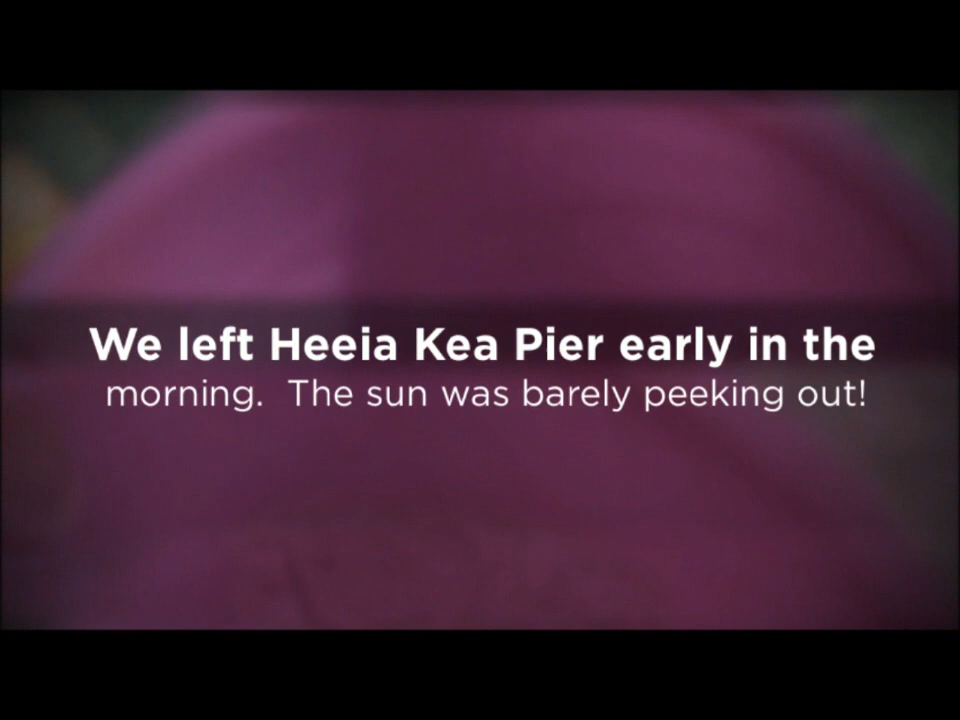 We left Heeia Kea Pier early in the
morning.  The sun was barely peeking out!